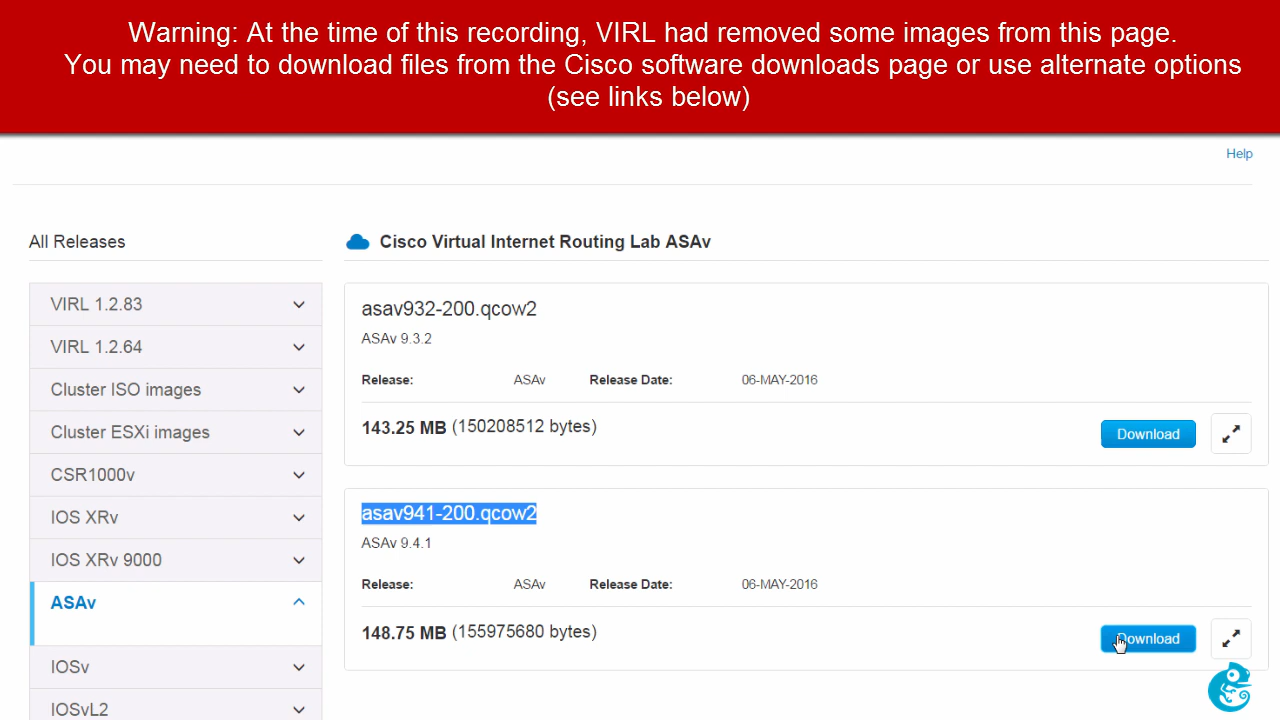 Warning: At the time of this recording, VIRL had removed some images from this page.
You may need to download files from the Cisco software downloads page or use alternate options
(see links below)
Help
All Releases
VIRL 1.2.83
VIRL 1.2.64
Cluster ISO images
Cluster ESXi images
CSR1000v
IOS XRv
IOS XRv 9000
ASAv
IOSv
IOSvL2
Cisco Virtual Internet Routing Lab ASAv
asav932-200.qcow2
ASAv 9.3.2
Release: ASAv Release Date: 06-MAY-2016
143.25 MB (150208512 bytes) Download
asav941-200.qcow2
ASAv 9.4.1
Release: ASAv Release Date: 06-MAY-2016
148.75 MB (155975680 bytes) Download